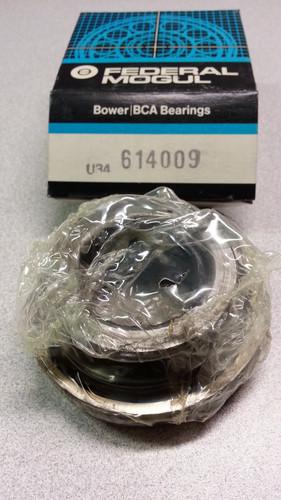 FEDERAL
MOGUL
Bower|BCA Bearings
U34 614009